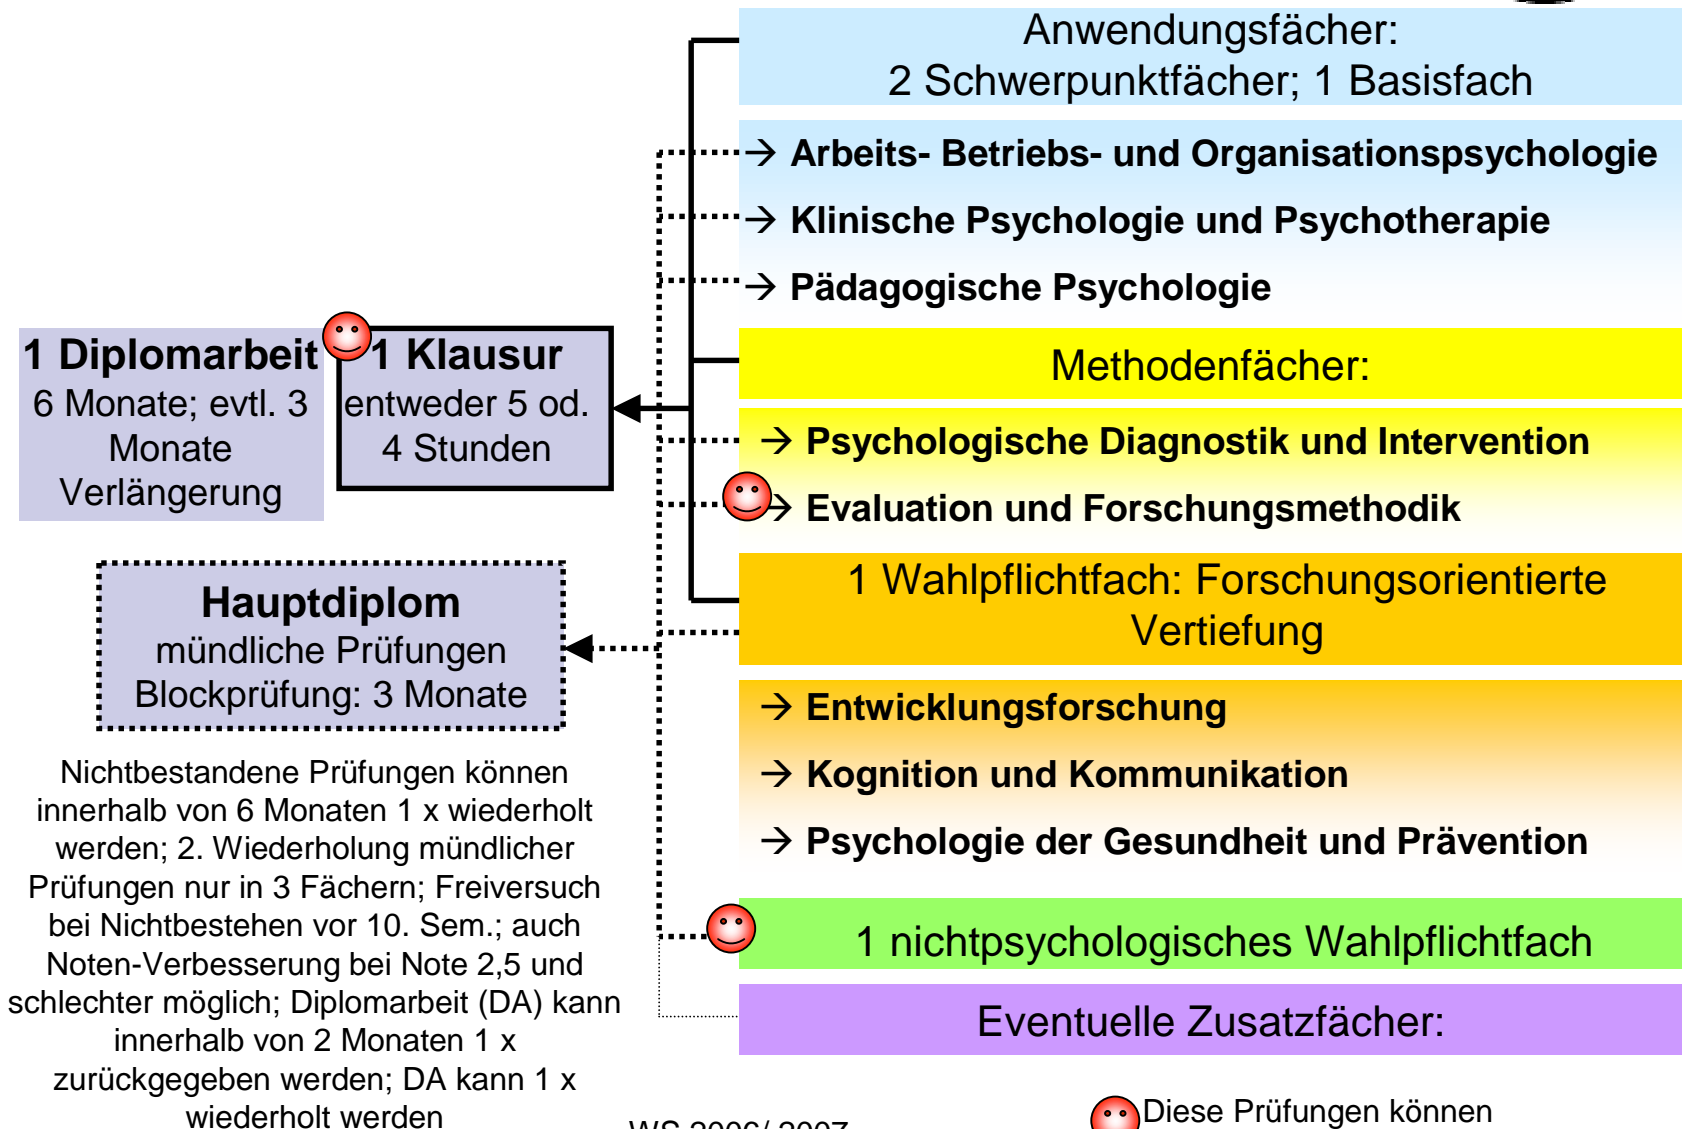 Anwendungsfächer:
2 Schwerpunktfächer; 1 Basisfach
→ Arbeits- Betriebs- und Organisationspsychologie
→ Klinische Psychologie und Psychotherapie
→ Pädagogische Psychologie
1 Diplomarbeit
6 Monate; evtl. 3
Monate
Verlängerung
1 Klausur
entweder 5 od.
4 Stunden
Methodenfächer:
→ Psychologische Diagnostik und Intervention
→ Evaluation und Forschungsmethodik
Hauptdiplom
mündliche Prüfungen
Blockprüfung: 3 Monate
1 Wahlpflichtfach: Forschungsorientierte
Vertiefung
→ Entwicklungsforschung
→ Kognition und Kommunikation
→ Psychologie der Gesundheit und Prävention
1 nichtpsychologisches Wahlpflichtfach
Eventuelle Zusatzfächer:
Nichtbestandene Prüfungen können
innerhalb von 6 Monaten 1 x wiederholt
werden; 2. Wiederholung mündlicher
Prüfungen nur in 3 Fächern; Freiversuch
bei Nichtbestehen vor 10. Sem.; auch
Noten-Verbesserung bei Note 2,5 und
schlechter möglich; Diplomarbeit (DA) kann
innerhalb von 2 Monaten 1 x
zurückgegeben werden; DA kann 1 x
wiederholt werden
WS 2006/ 2007
Diese Prüfungen können